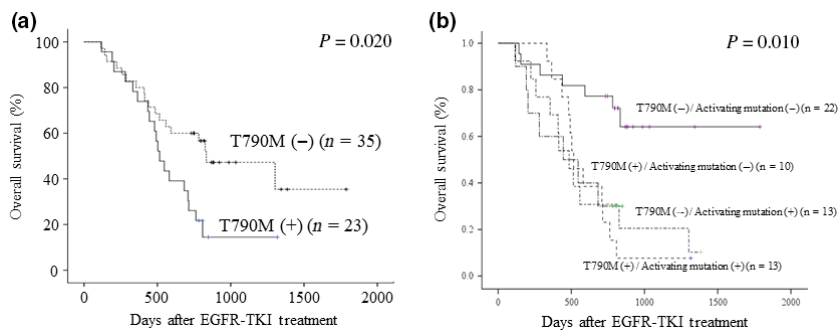 (a)
P = 0.020
100
80
60
40
20
0
Overall survival (%)
T790M (–) (n = 35)
T790M (+) (n = 23)
0 500 1000 1500 2000
Days after EGFR-TKI treatment
(b)
P = 0.010
1.0
0.8
0.6
0.4
0.2
0.0
Overall survival (%)
T790M (–) / Activating mutation (–) (n = 22)
T790M (+) / Activating mutation (–) (n = 10)
T790M (–) / Activating mutation (+) (n = 13)
T790M (+) / Activating mutation (+) (n = 13)
0 500 1000 1500 2000
Days after EGFR-TKI treatment